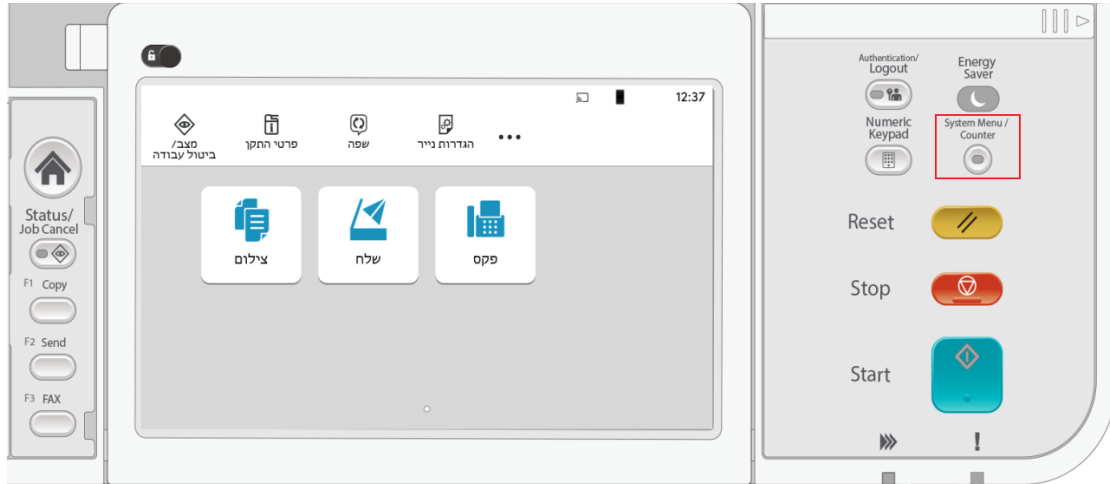 12:37
מצב/
ביטול עבודה
פרטי התקן
שפה
הגדרות נייר
צילום
שלח
פקס
Status/
Job Cancel
F1 Copy
F2 Send
F3 FAX
Authentication/
Logout
Energy
Saver
Numeric
Keypad
System Menu /
Counter
Reset
Stop
Start